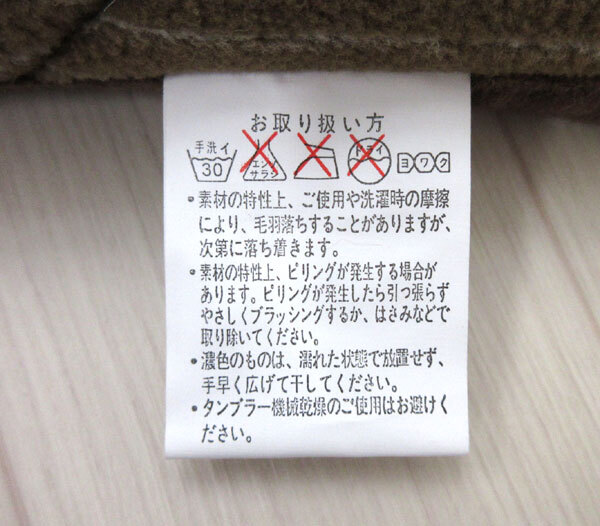 お取り扱い方
手洗イ
30
エンソ
サラシ
ドライ
ヨワク
・素材の特性上、ご使用や洗濯時の摩擦
により、毛羽落ちすることがありますが、
次第に落ち着きます。
・素材の特性上、ピリングが発生する場合が
あります。ピリングが発生したら引っ張らず
やさしくブラッシングするか、はさみなどで
取り除いてください。
・濃色のものは、濡れた状態で放置せず、
手早く広げて干してください。
・タンブラー機械乾燥のご使用はお避けく
ださい。